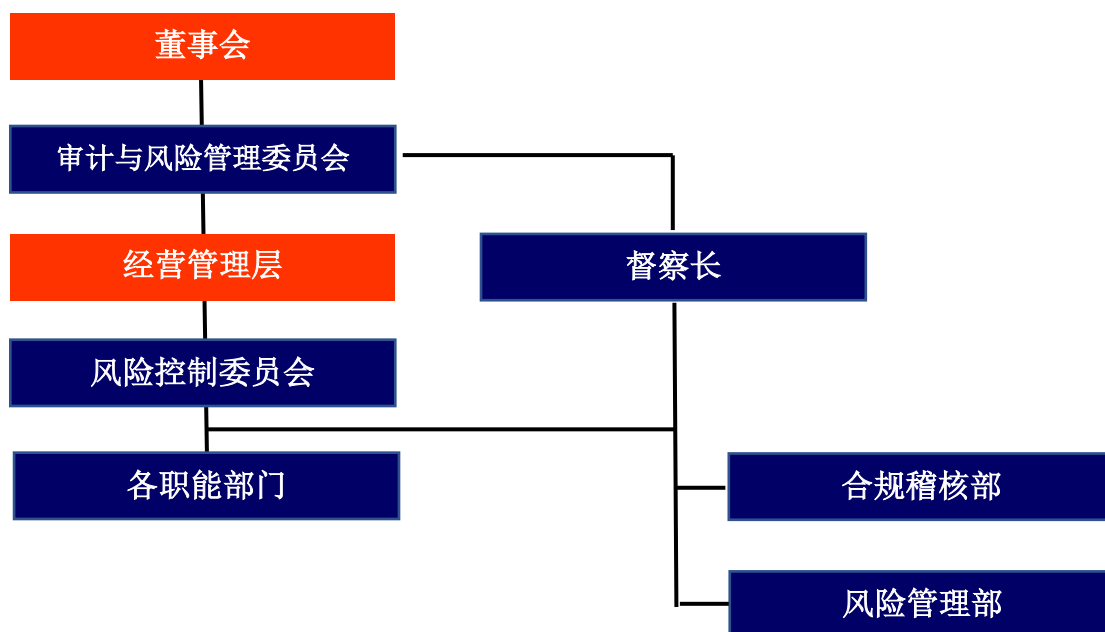 董事会
审计与风险管理委员会
经营管理层
督察长
风险控制委员会
各职能部门
合规稽核部
风险管理部